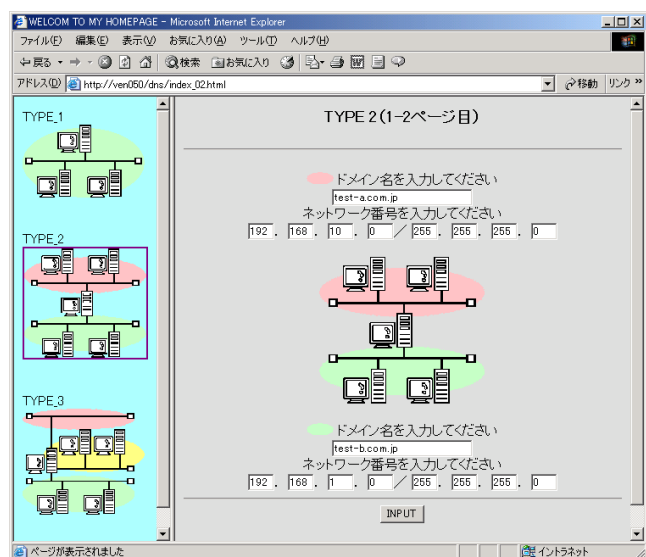 WELCOM TO MY HOMEPAGE - Microsoft Internet Explorer
ファイル(F) 編集(E) 表示(V) お気に入り(A) ツール(T) ヘルプ(H)
戻る 検索 お気に入り
アドレス(D) http://ven050/dns/index_02.html 移動 リンク »
TYPE_1
TYPE_2
TYPE_3
TYPE 2(1-2ページ目)
ドメイン名を入力してください
test-a.com.jp
ネットワーク番号を入力してください
192 . 168 . 10 . 0 / 255 . 255 . 255 . 0
ドメイン名を入力してください
test-b.com.jp
ネットワーク番号を入力してください
192 . 168 . 1 . 0 / 255 . 255 . 255 . 0
INPUT
ページが表示されました イントラネット